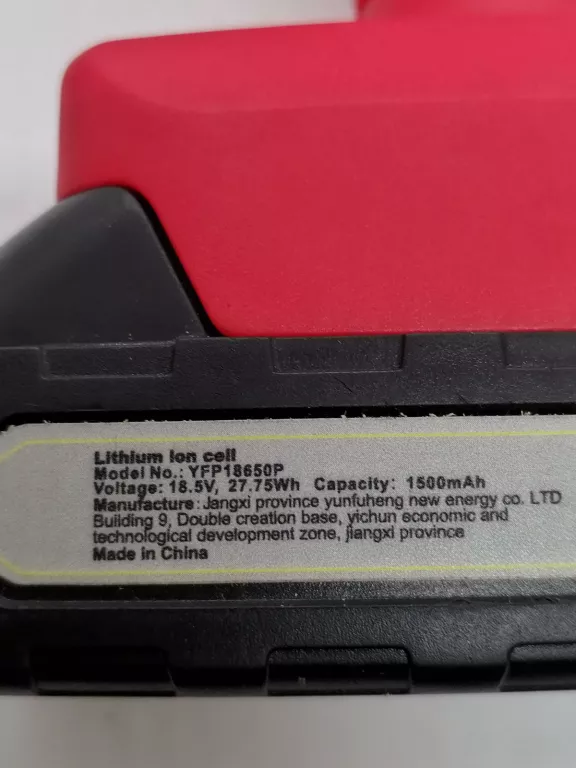 Lithium Ion cell
Model No.: YFP18650P
Voltage: 18.5V, 27.75Wh Capacity: 1500mAh
Manufacture: Jangxi province yunfuheng new energy co. LTD
Building 9, Double creation base, yichun economic and
technological development zone, jiangxi province
Made in China